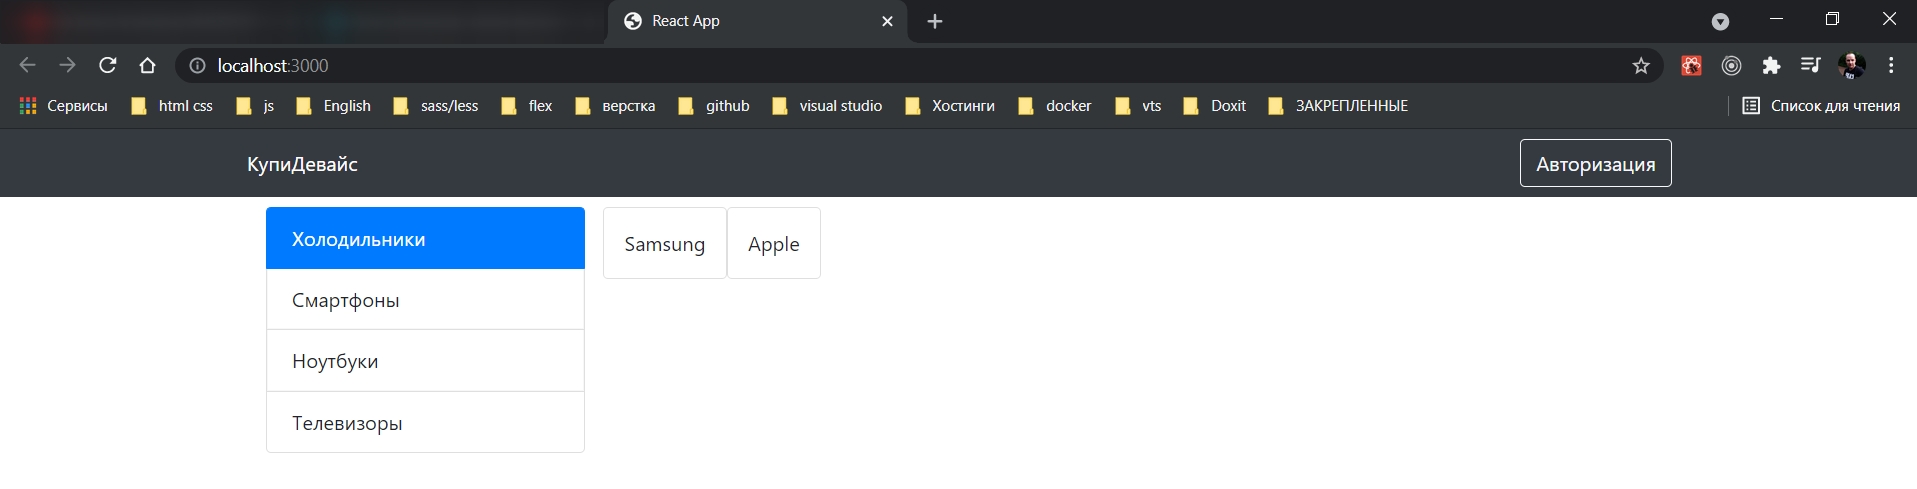 React App
localhost:3000
Сервисы html css js English sass/less flex верстка github visual studio Хостинги docker vts Doxit ЗАКРЕПЛЕННЫЕ Список для чтения
КупиДевайс Авторизация
Холодильники
Samsung Apple
Смартфоны
Ноутбуки
Телевизоры